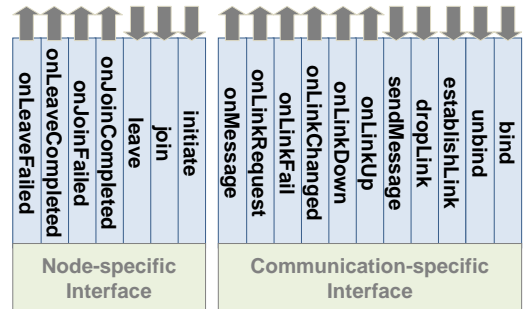 onLeaveFailed
onLeaveCompleted
onJoinFailed
onJoinCompleted
leave
join
initiate
onMessage
onLinkRequest
onLinkFail
onLinkChanged
onLinkDown
onLinkUp
sendMessage
dropLink
establishLink
unbind
bind
Node-specific
Interface
Communication-specific
Interface